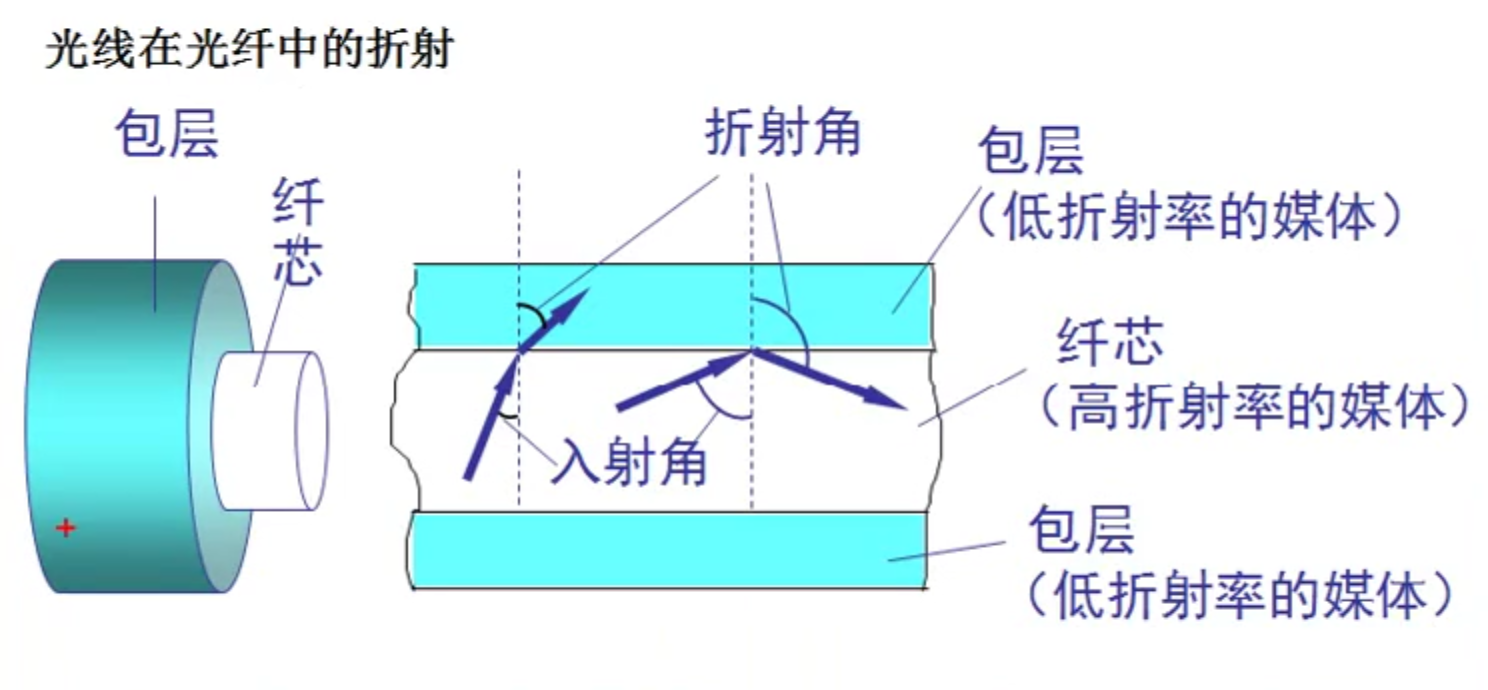 光线在光纤中的折射
包层
纤
芯
折射角
包层
（低折射率的媒体）
纤芯
（高折射率的媒体）
入射角
包层
（低折射率的媒体）